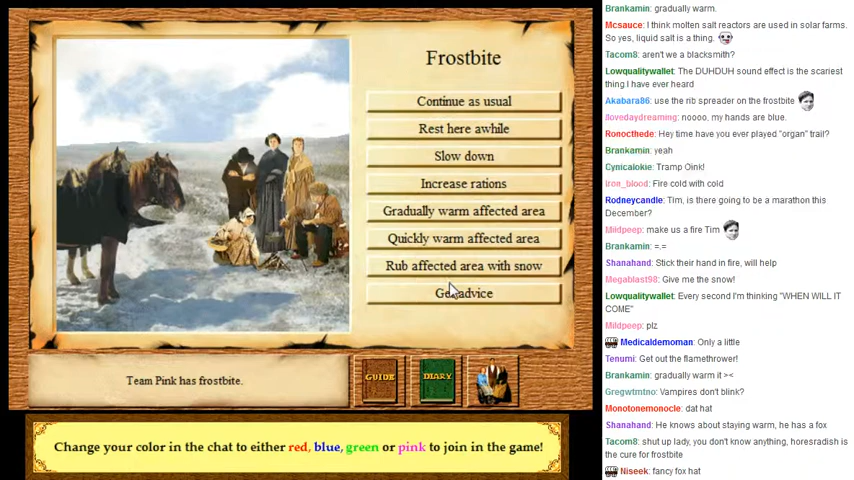 Frostbite
Continue as usual
Rest here awhile
Slow down
Increase rations
Gradually warm affected area
Quickly warm affected area
Rub affected area with snow
Get advice
Team Pink has frostbite.
GUIDE
DIARY
Change your color in the chat to either red, blue, green or pink to join in the game!
Brankamin: gradually warm.
Mcsauce: I think molten salt reactors are used in solar farms.
So yes, liquid salt is a thing.
Tacom8: aren't we a blacksmith?
Lowqualitywallet: The DUHDUH sound effect is the scariest
thing I have ever heard
Akabara86: use the rib spreader on the frostbite
Ilovedaydreaming: noooo, my hands are blue.
Ronocthede: Hey time have you ever played "organ" trail?
Brankamin: yeah
Cynicalokie: Tramp Oink!
Iron_blood: Fire cold with cold
Rodneycandle: Tim, is there going to be a marathon this
December?
Mildpeep: make us a fire Tim
Brankamin: =.=
Shanahand: Stick their hand in fire, will help
Megablast98: Give me the snow!
Lowqualitywallet: Every second I'm thinking "WHEN WILL IT
COME"
Mildpeep: plz
Medicaldemoman: Only a little
Tenumi: Get out the flamethrower!
Brankamin: gradually warm it ><
Gregwtmtno: Vampires don't blink?
Monotonemonocle: dat hat
Shanahand: He knows about staying warm, he has a fox
Tacom8: shut up lady, you don't know anything, horesradish is
the cure for frostbite
Niseek: fancy fox hat